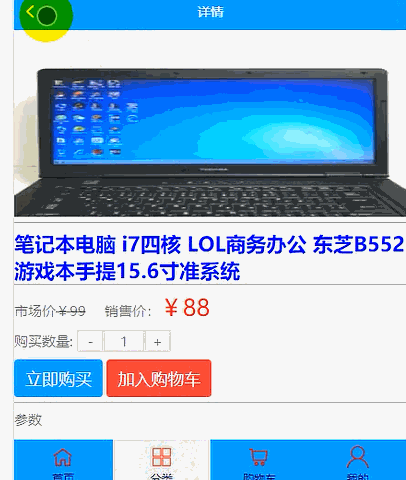 详情
TOSHIBA
笔记本电脑 i7四核 LOL商务办公 东芝B552
游戏本手提15.6寸准系统
市场价￥99 销售价：￥88
购买数量: - 1 +
立即购买 加入购物车
参数
首页 分类 购物车 我的